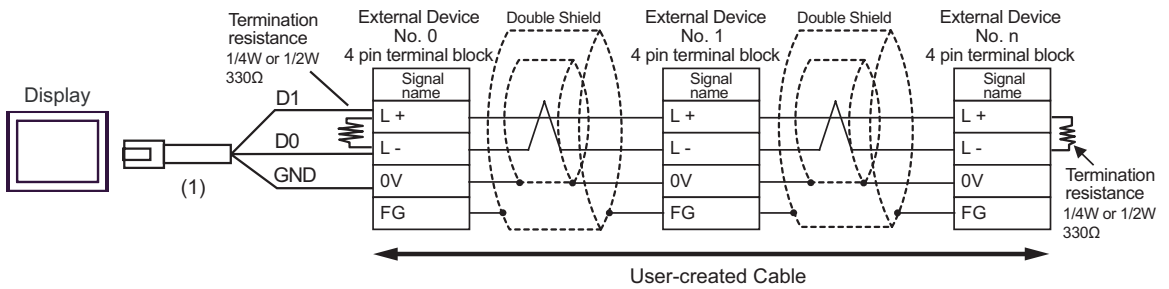 Termination
resistance
1/4W or 1/2W
330Ω
External Device
No. 0
4 pin terminal block
Double Shield
External Device
No. 1
4 pin terminal block
Double Shield
External Device
No. n
4 pin terminal block
Display
D1
D0
GND
(1)
Signal
name
L +
L -
0V
FG
Signal
name
L +
L -
0V
FG
Signal
name
L +
L -
0V
FG
Termination
resistance
1/4W or 1/2W
330Ω
User-created Cable